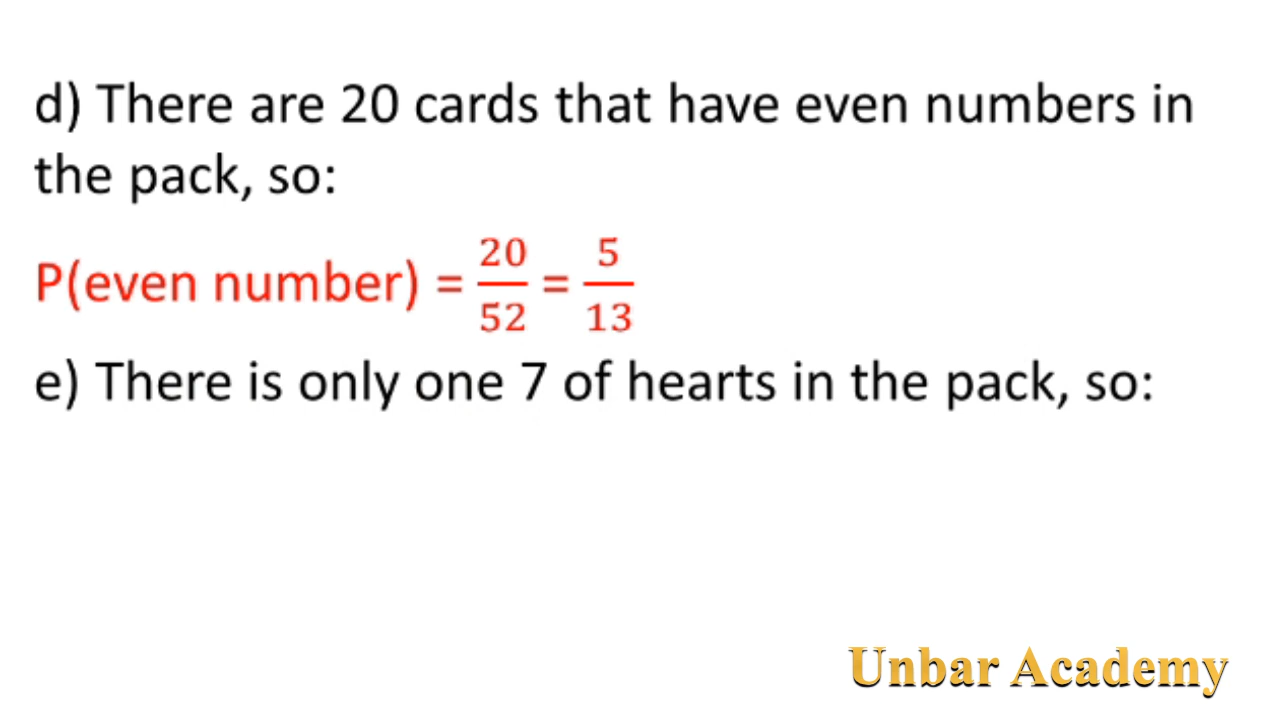 d) There are 20 cards that have even numbers in
the pack, so:
P(even number) = 20/52 = 5/13
e) There is only one 7 of hearts in the pack, so:
Unbar Academy